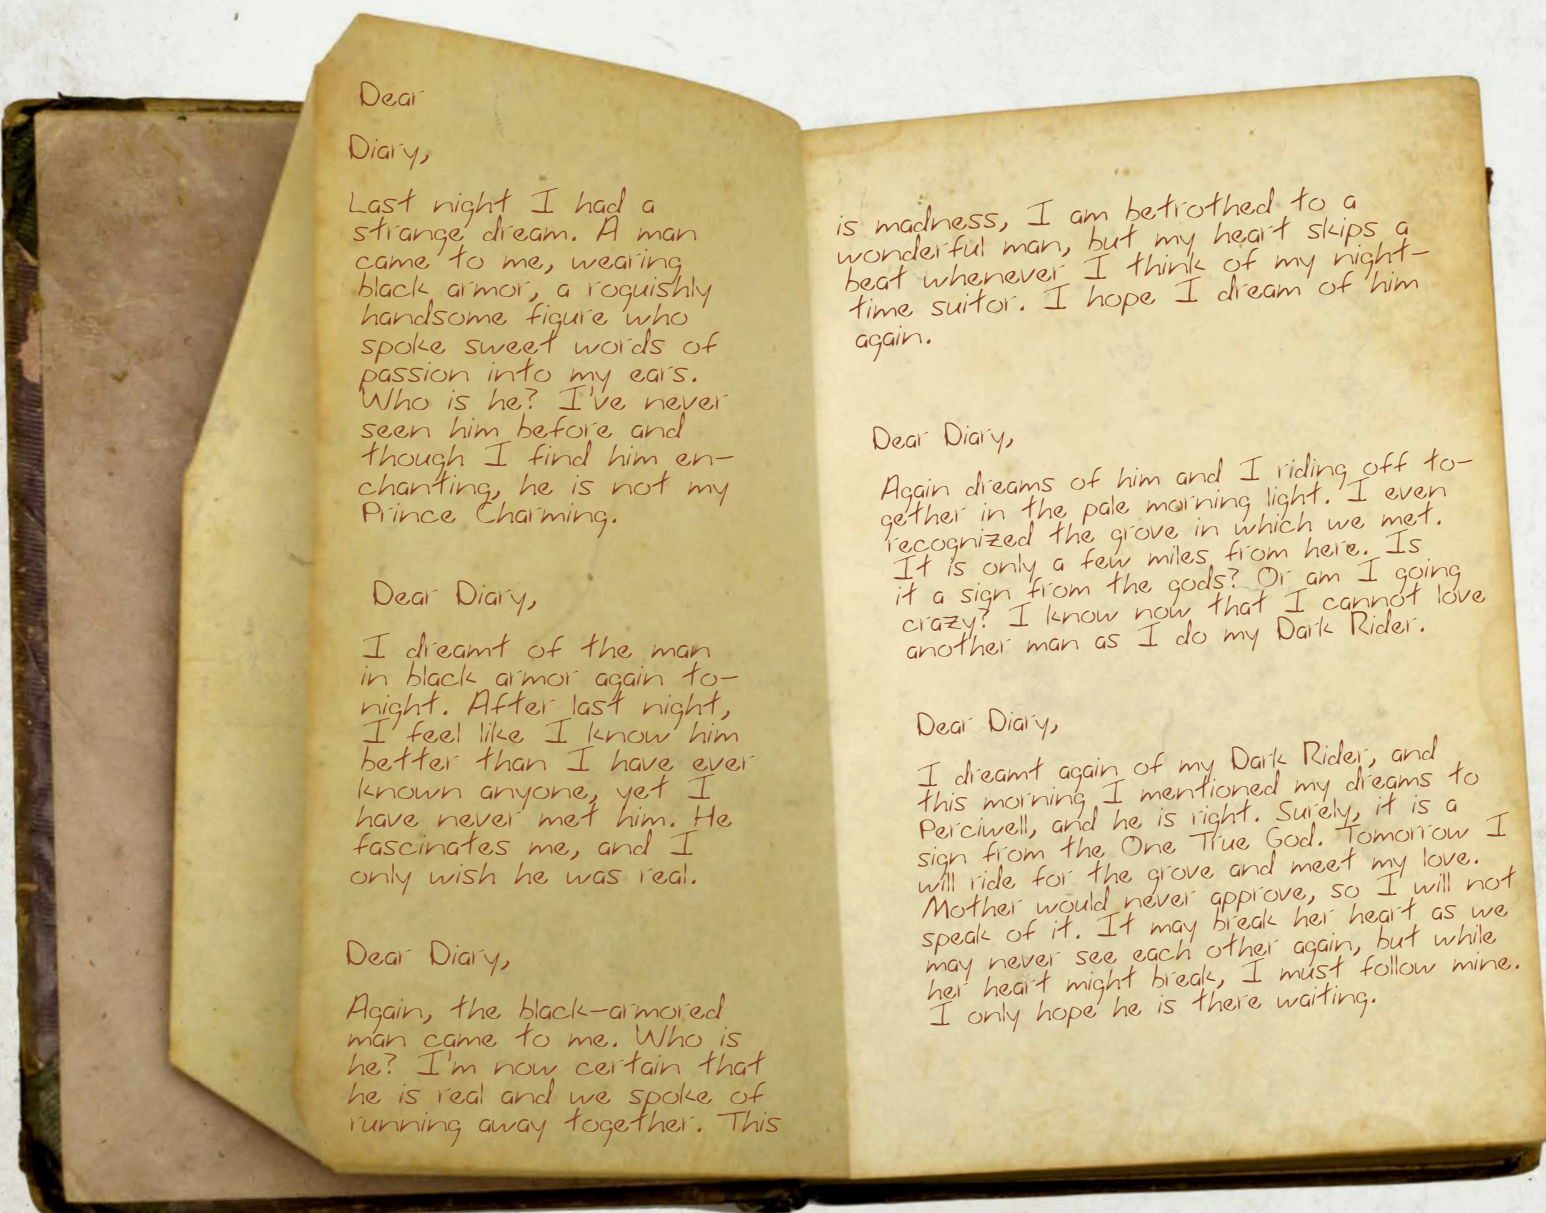 Dear
Diary,
Last night I had a
strange dream. A man
came to me, wearing
black armor, a roguishly
handsome figure who
spoke sweet words of
passion into my ears.
Who is he? I've never
seen him before and
though I find him en-
chanting, he is not my
Prince Charming.
Dear Diary,
I dreamt of the man
in black armor again to-
night. After last night,
I feel like I know him
better than I have ever
known anyone, yet I
have never met him. He
fascinates me, and I
only wish he was real.
Dear Diary,
Again, the black-armored
man came to me. Who is
he? I'm now certain that
he is real and we spoke of
running away together. This
is madness, I am betrothed to a
wonderful man, but my heart skips a
beat whenever I think of my night-
time suitor. I hope I dream of him
again.
Dear Diary,
Again dreams of him and I riding off to-
gether in the pale morning light. I even
recognized the grove in which we met.
It is only a few miles from here. Is
it a sign from the gods? Or am I going
crazy? I know now that I cannot love
another man as I do my Dark Rider.
Dear Diary,
I dreamt again of my Dark Rider, and
this morning I mentioned my dreams to
Perciwell, and he is right. Surely, it is a
sign from the One True God. Tomorrow I
will ride for the grove and meet my love.
Mother would never approve, so I will not
speak of it. It may break her heart as we
may never see each other again, but while
her heart might break, I must follow mine.
I only hope he is there waiting.